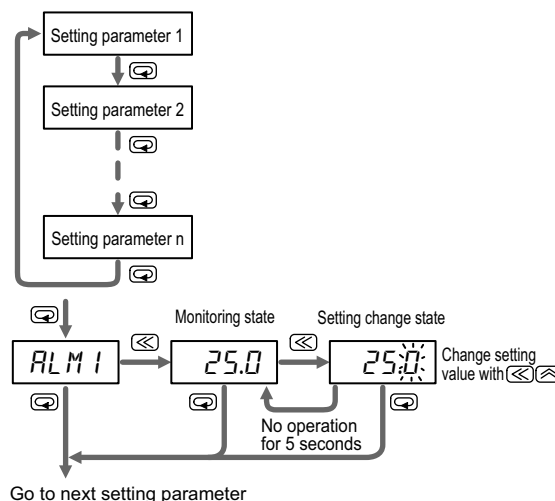 Setting parameter 1
Setting parameter 2
Setting parameter n
Monitoring state
Setting change state
ALM1
25.0
25.0
Change setting
value with
No operation
for 5 seconds
Go to next setting parameter